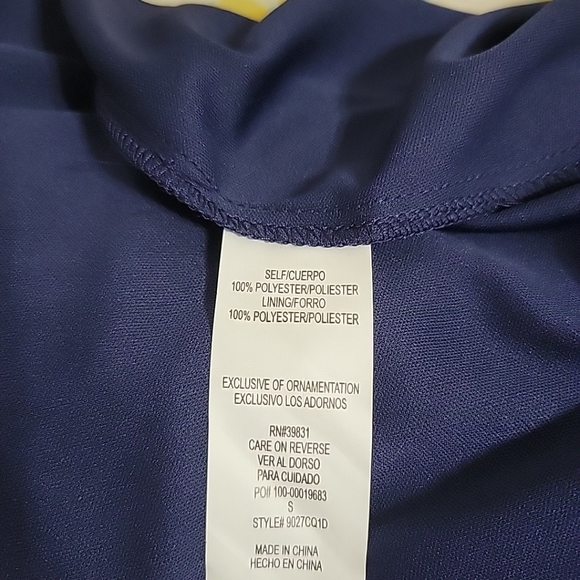 SELF/CUERPO
100% POLYESTER/POLIESTER
LINING/FORRO
100% POLYESTER/POLIESTER
EXCLUSIVE OF ORNAMENTATION
EXCLUSIVO LOS ADORNOS
RN#39831
CARE ON REVERSE
VER AL DORSO
PARA CUIDADO
PO# 100-00019683
S
STYLE# 9027CQ1D
MADE IN CHINA
HECHO EN CHINA